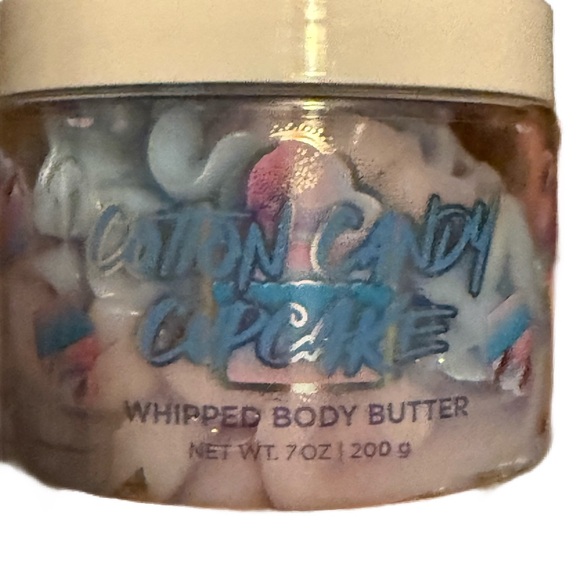 COTTON CANDY
CUPCAKE
WHIPPED BODY BUTTER
NET WT. 7 OZ | 200 g